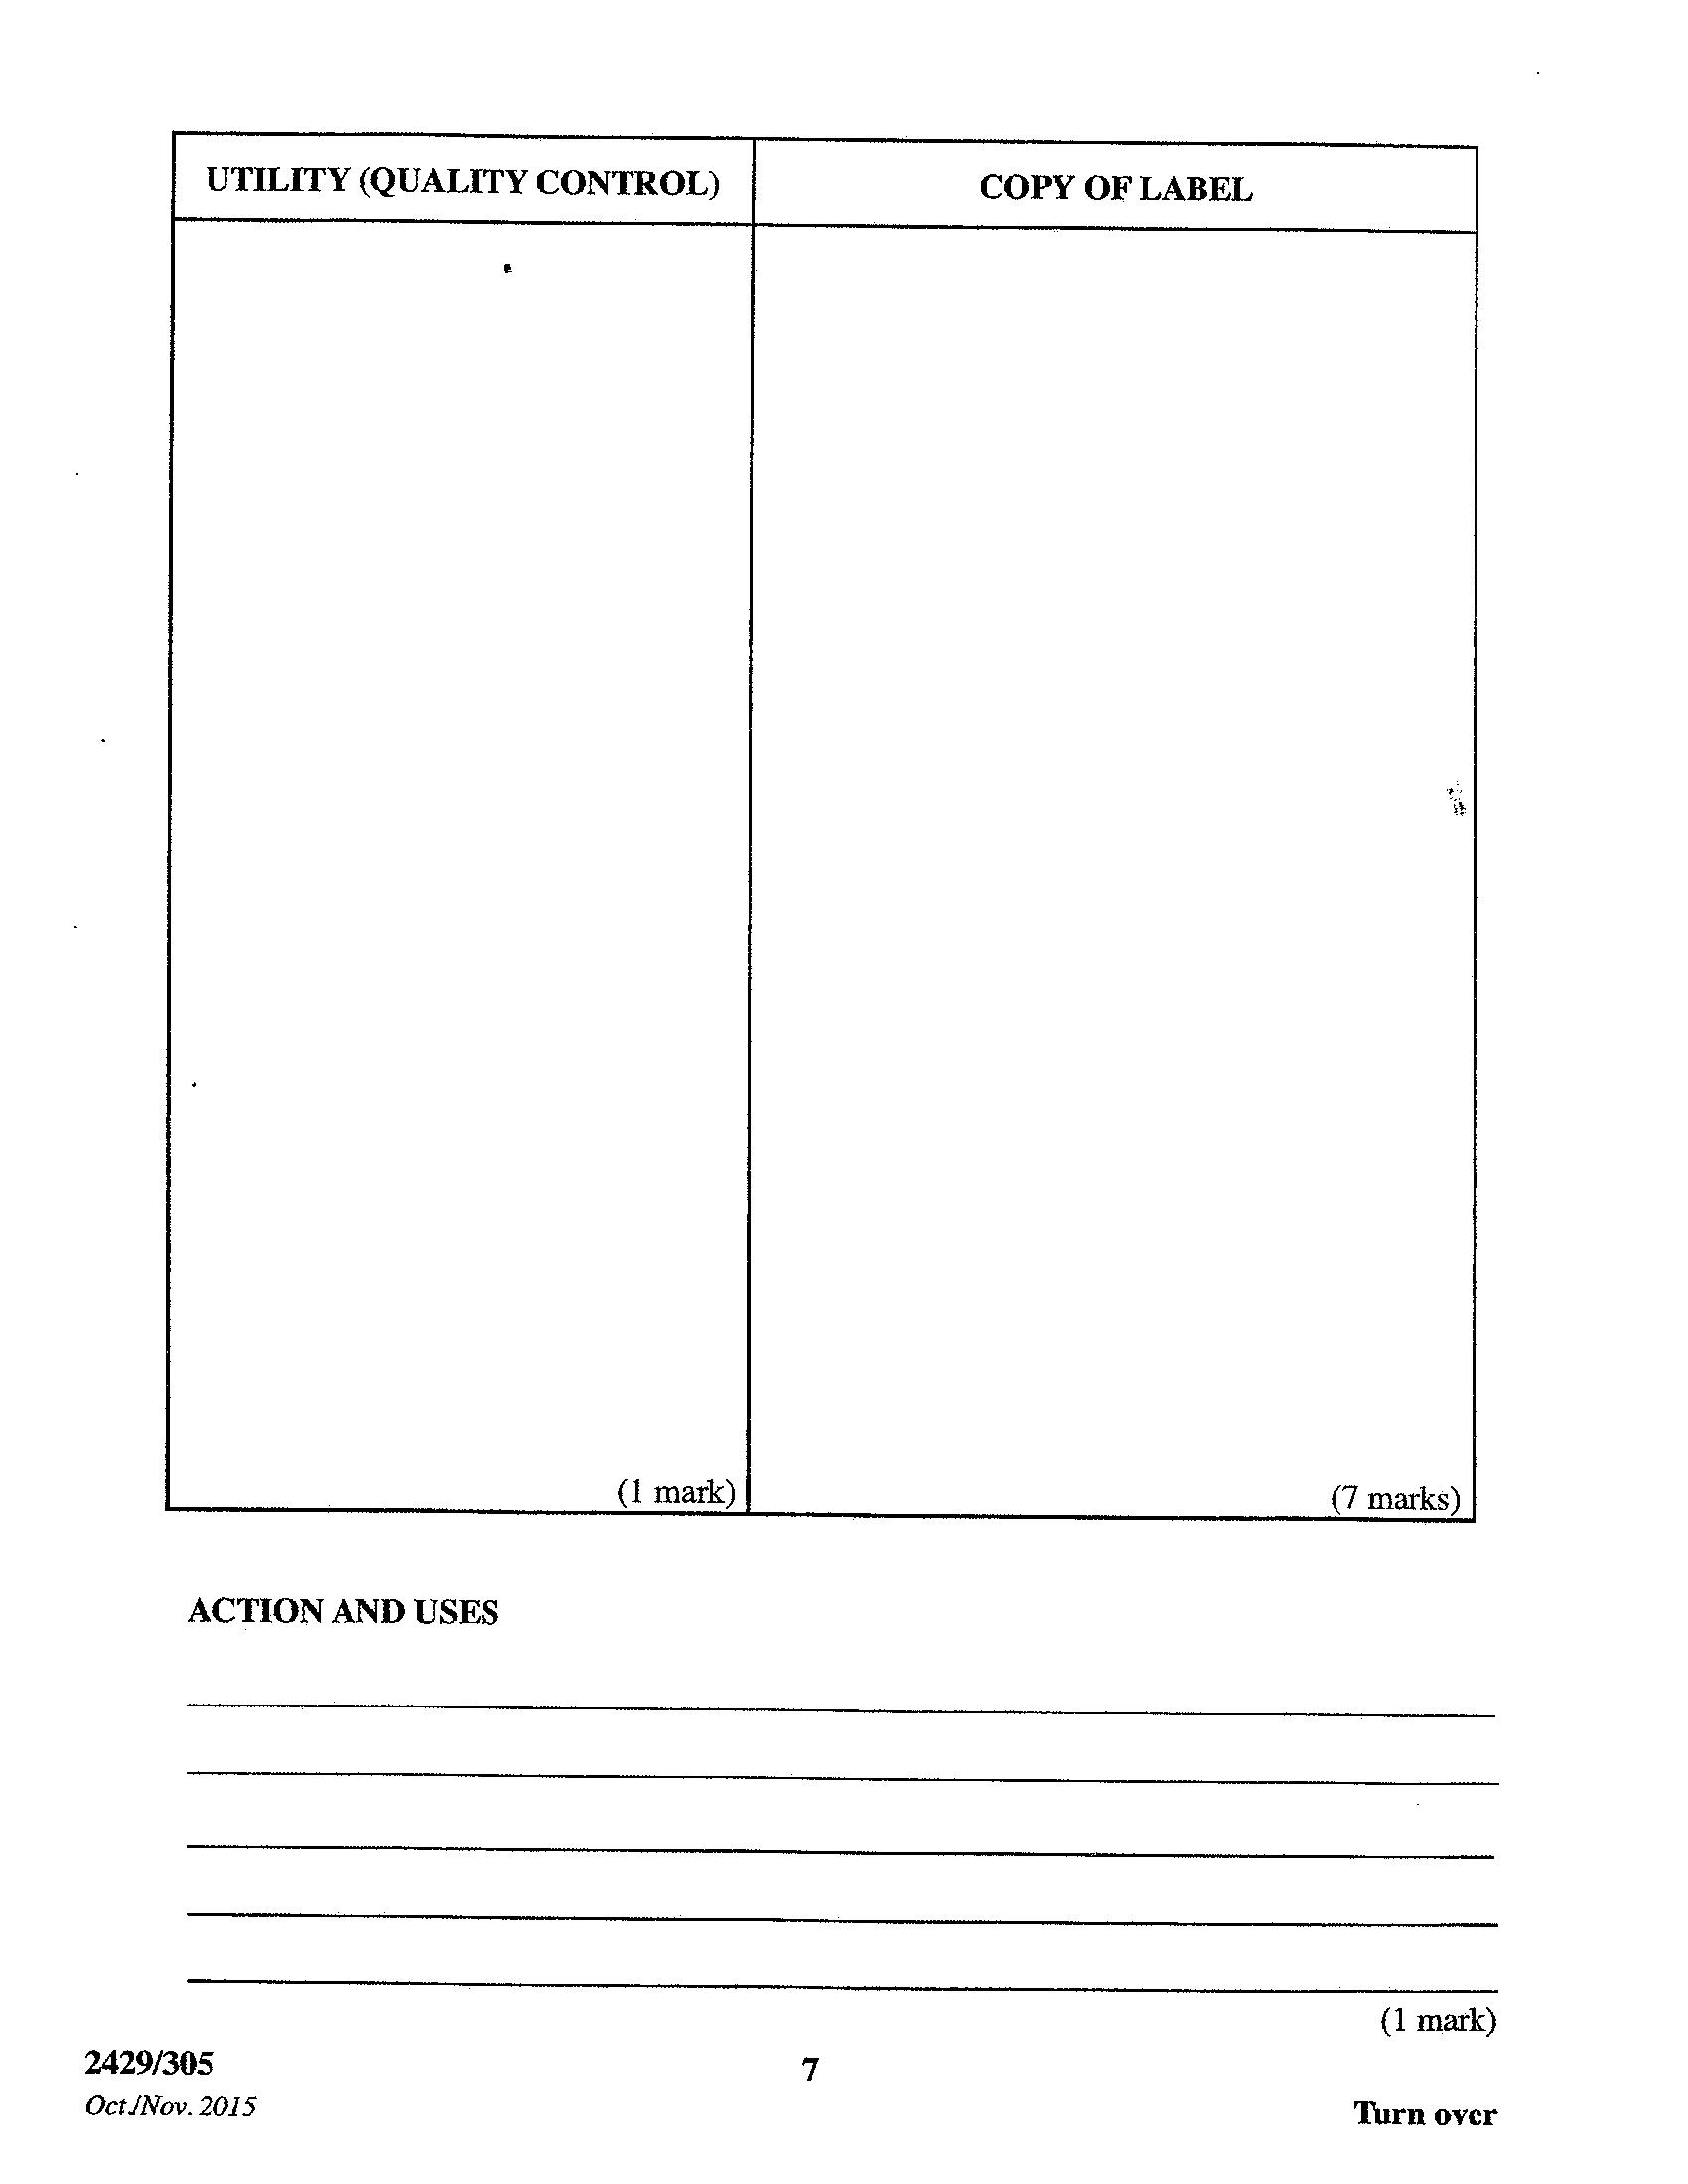 UTILITY (QUALITY CONTROL)
COPY OF LABEL
(1 mark)
(7 marks)
ACTION AND USES
(1 mark)
2429/305
7
Oct./Nov. 2015
Turn over